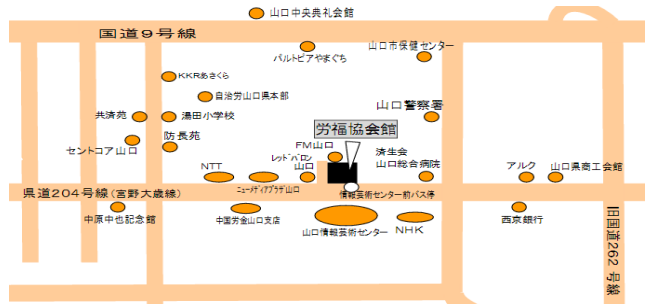 山口中央典礼会館
国道9号線
パルトピアやまぐち
山口市保健センター
KKRあさくら
自治労山口県本部
共済苑
湯田小学校
山口警察署
労福協会館
防長苑
セントコア山口
FM山口
レッドバロン
山口
済生会
山口総合病院
NTT
ニューメディアプラザ山口
アルク
山口県商工会館
県道204号線(宮野大歳線)
情報芸術センター前バス停
中原中也記念館
中国労金山口支店
山口情報芸術センター
NHK
西京銀行
旧国道262号線